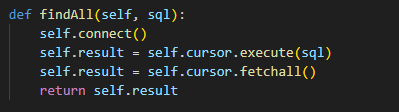 def findAll(self, sql):
    self.connect()
    self.result = self.cursor.execute(sql)
    self.result = self.cursor.fetchall()
    return self.result